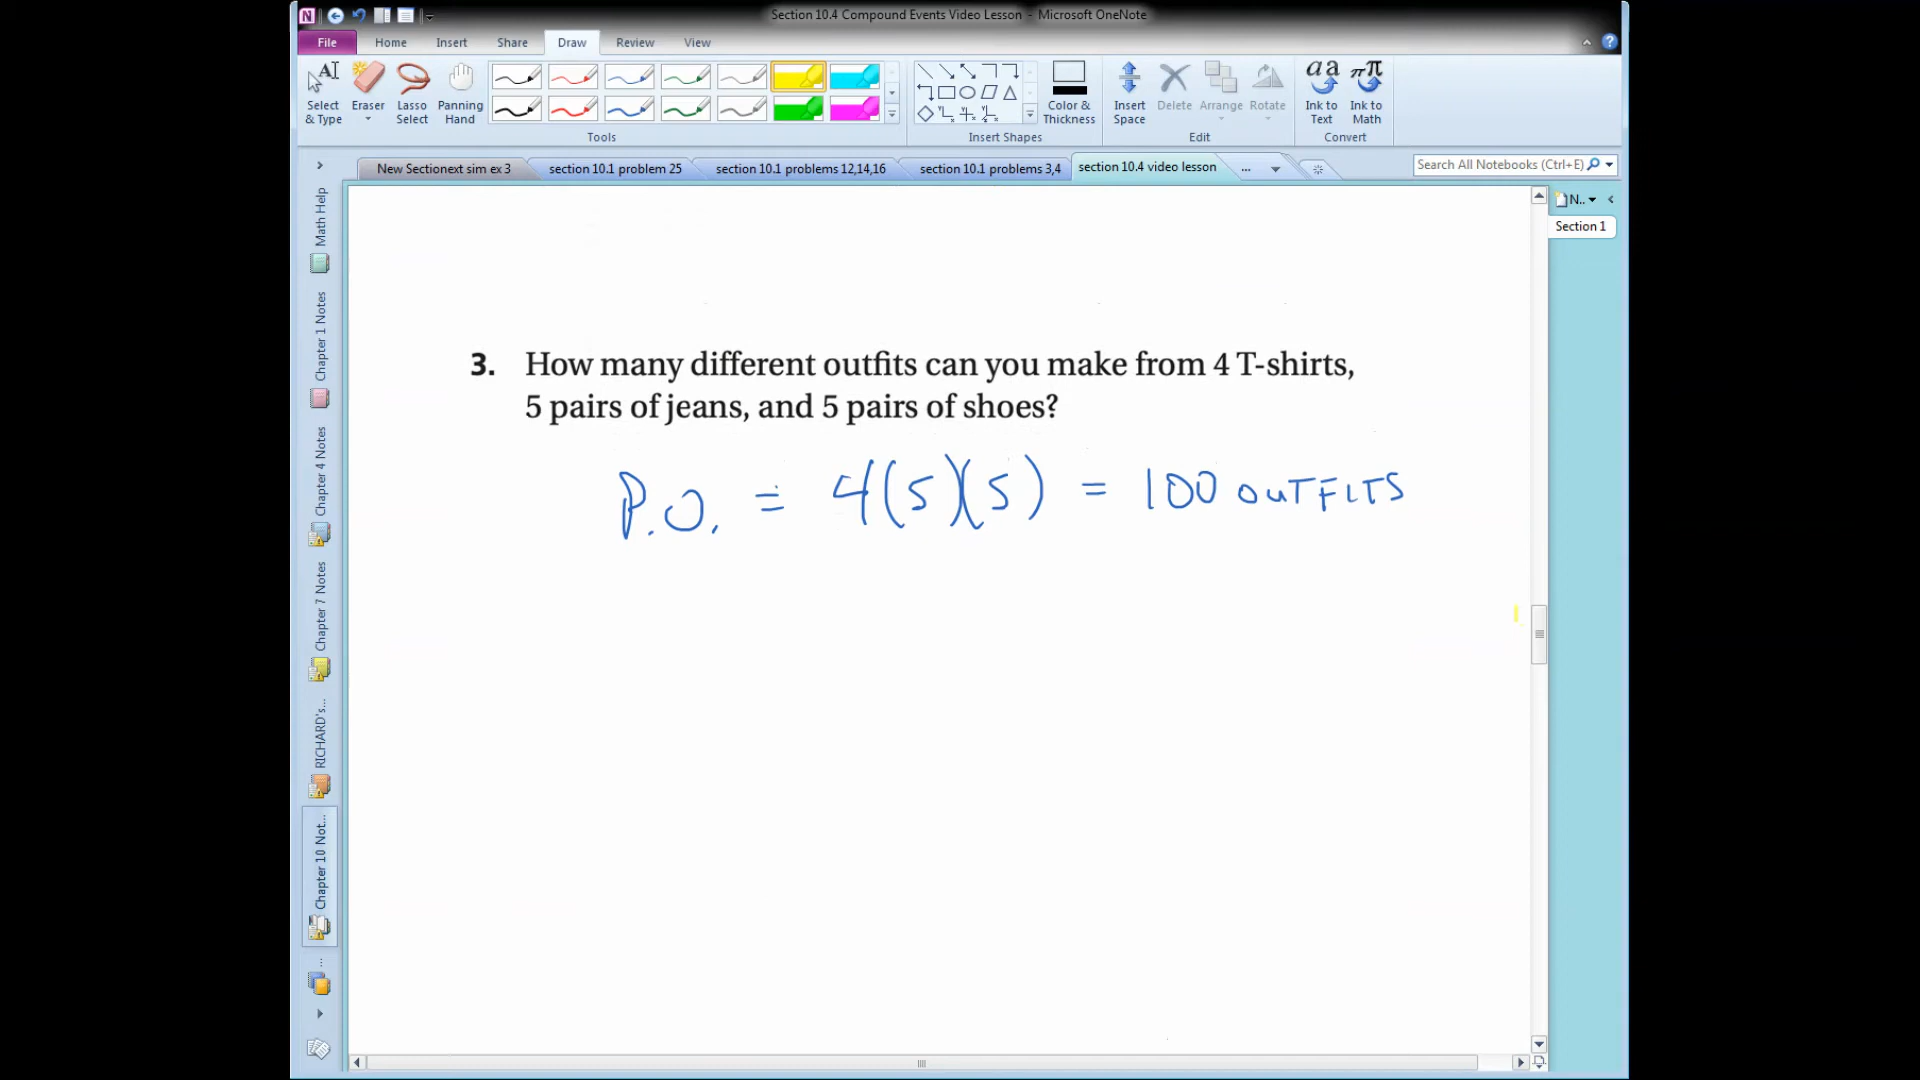 Section 10.4 Compound Events Video Lesson - Microsoft OneNote
File Home Insert Share Draw Review View
Select & Type
Eraser
Lasso Select
Panning Hand
Tools
Insert Shapes
Color & Thickness
Insert Space
Delete
Arrange
Rotate
Edit
Ink to Text
Ink to Math
Convert
New Sectionext sim ex 3
section 10.1 problem 25
section 10.1 problems 12,14,16
section 10.1 problems 3,4
section 10.4 video lesson
...
Search All Notebooks (Ctrl+E)
N..
Section 1
Math Help
Chapter 1 Notes
Chapter 4 Notes
Chapter 7 Notes
RICHARD's...
Chapter 10 Not...
3. How many different outfits can you make from 4 T-shirts,
5 pairs of jeans, and 5 pairs of shoes?
P.O. = 4(5)(5) = 100 OUTFITS